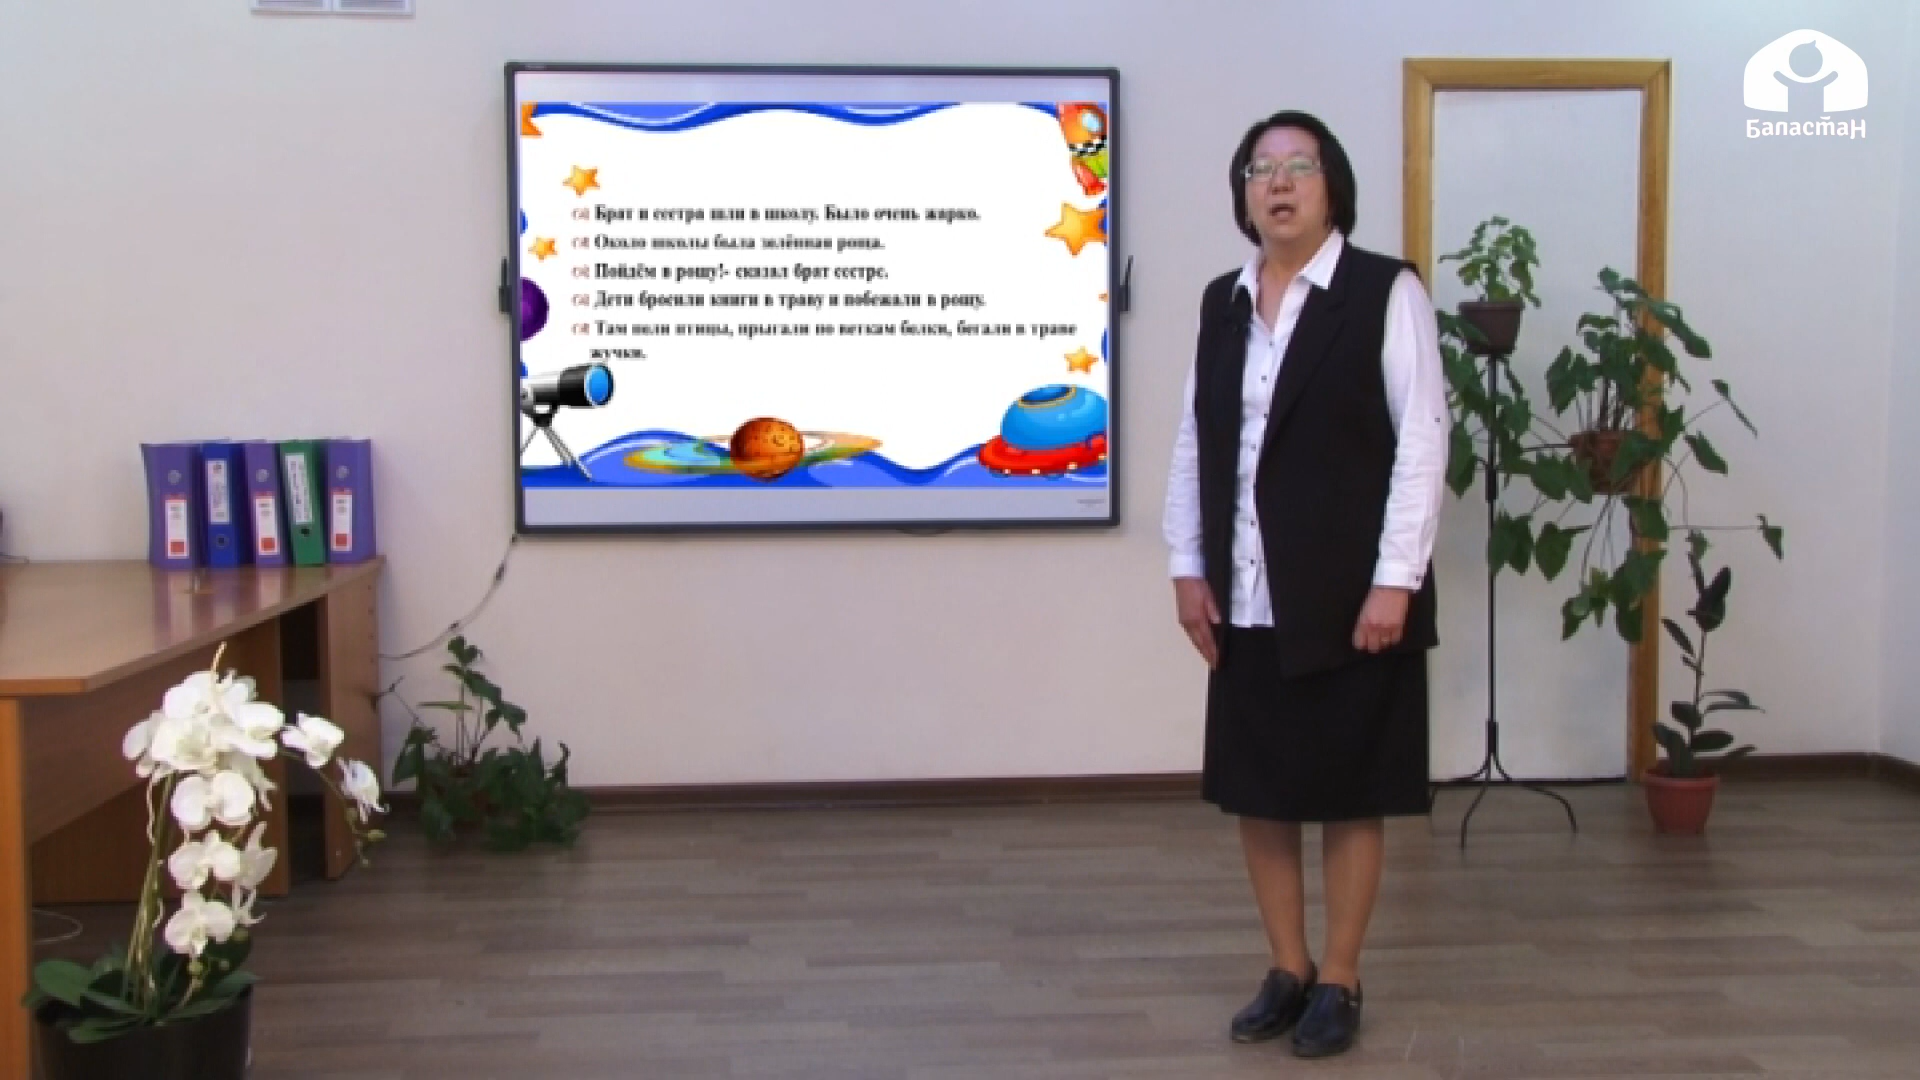 Баластан
Брат и сестра шли в школу. Было очень жарко.
Около школы была зелённая роща.
Пойдём в рощу!- сказал брат сестре.
Дети бросили книги в траву и побежали в рощу.
Там пели птицы, прыгали по веткам белки, бегали в траве
жучки.